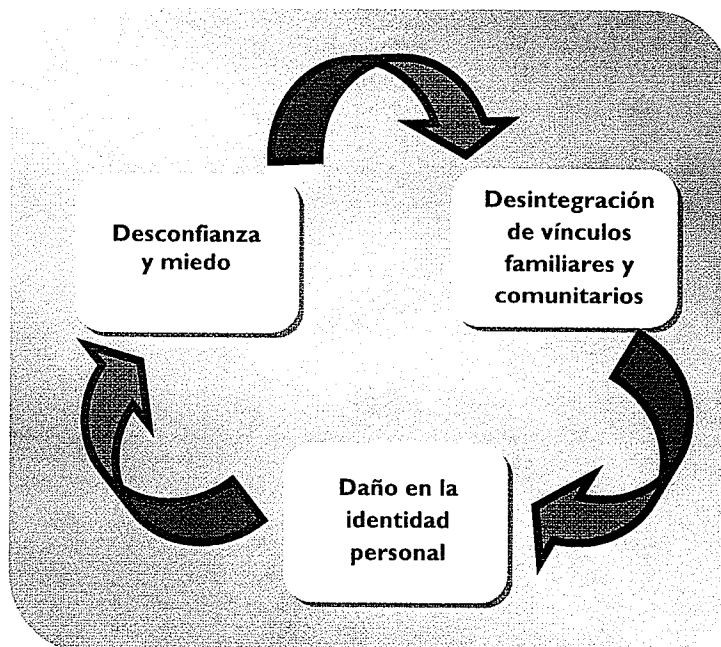 Desconfianza
y miedo
Desintegración
de vínculos
familiares y
comunitarios
Daño en la
identidad
personal